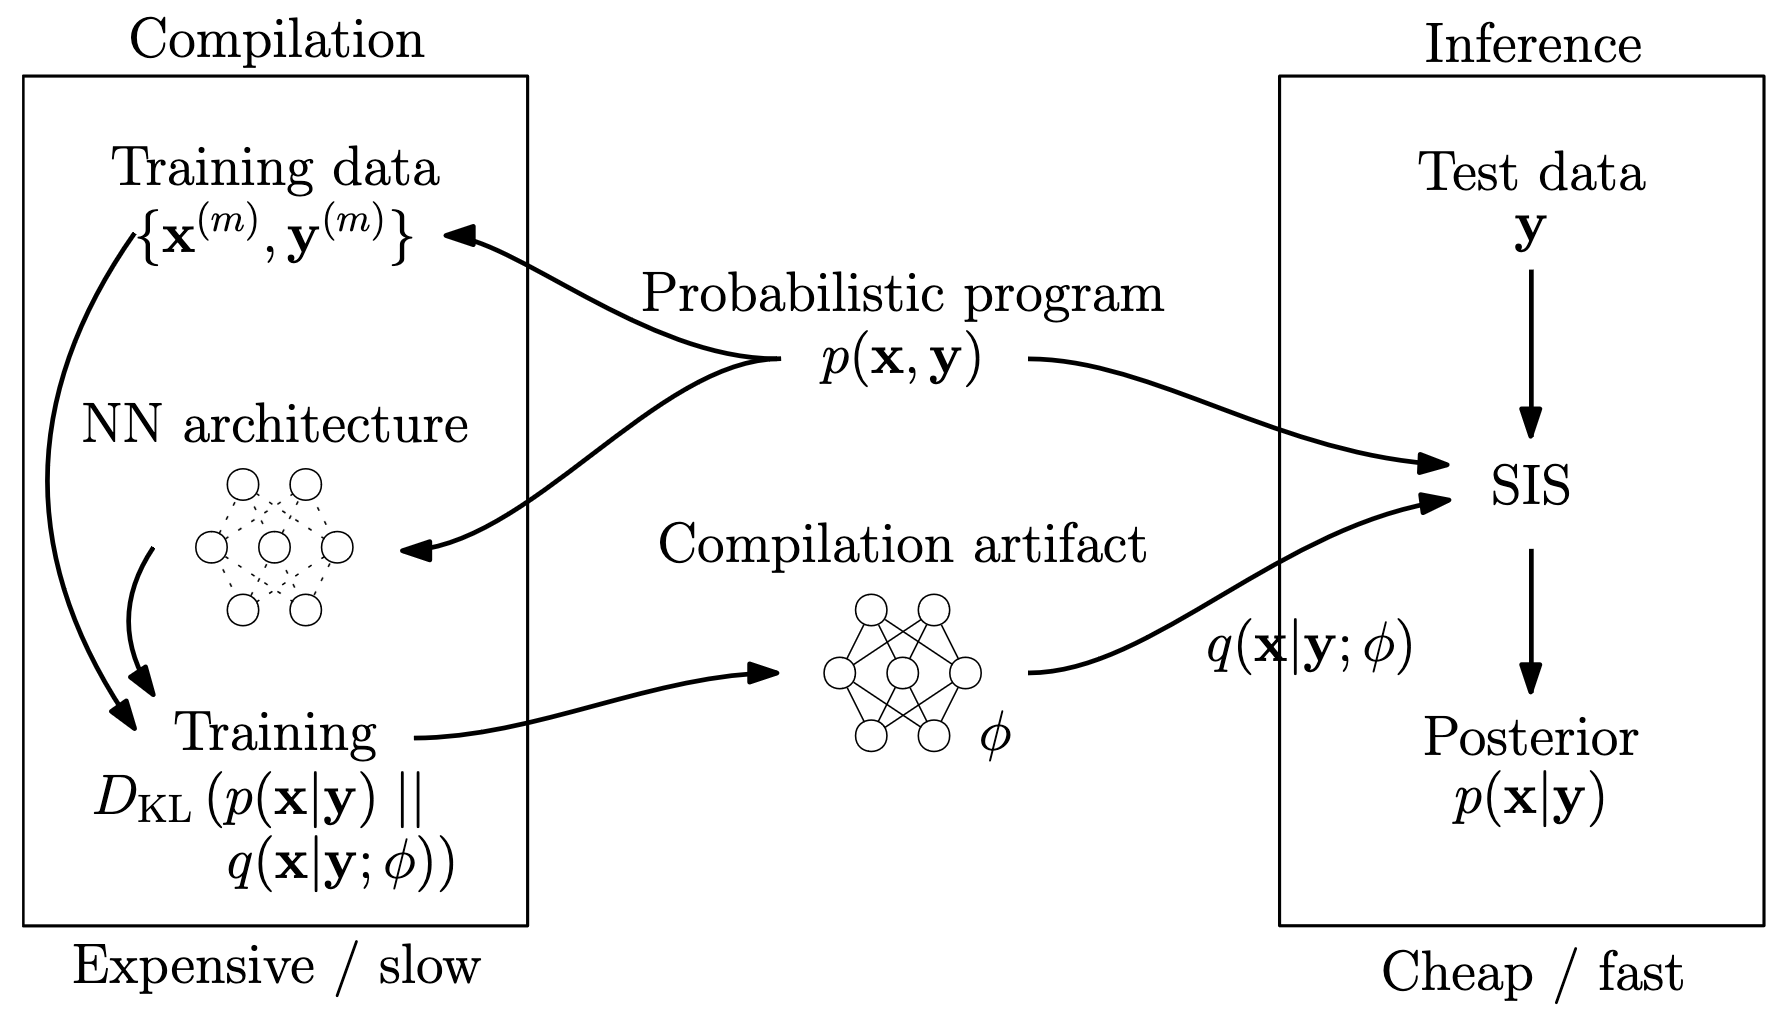 Compilation
Training data
{x^(m), y^(m)}
NN architecture
Training
D_KL (p(x|y) ||
q(x|y; ϕ))
Expensive / slow
Probabilistic program
p(x, y)
Compilation artifact
ϕ
q(x|y; ϕ)
Inference
Test data
y
SIS
Posterior
p(x|y)
Cheap / fast